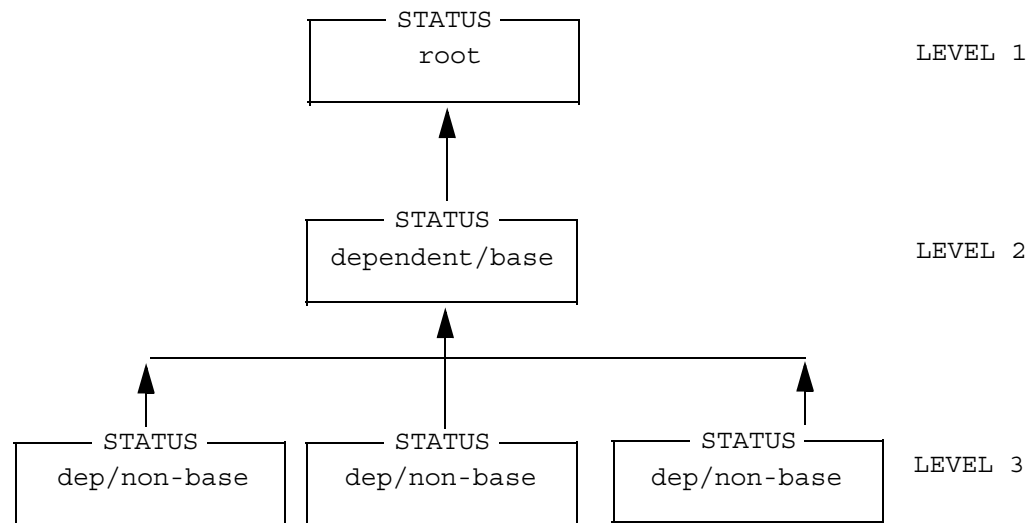 STATUS
root
LEVEL 1
STATUS
dependent/base
LEVEL 2
STATUS
dep/non-base
STATUS
dep/non-base
STATUS
dep/non-base
LEVEL 3